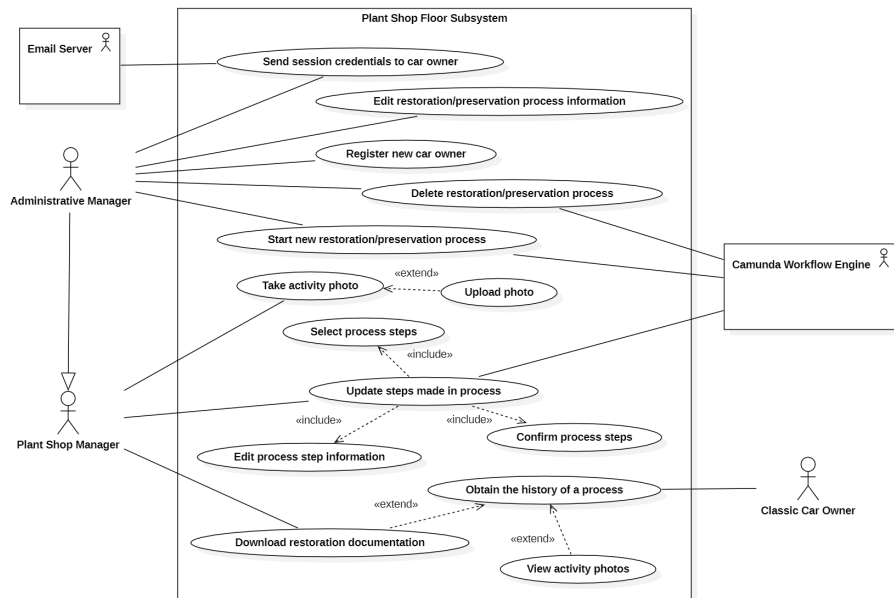 Plant Shop Floor Subsystem
Email Server
Send session credentials to car owner
Edit restoration/preservation process information
Register new car owner
Administrative Manager
Delete restoration/preservation process
Start new restoration/preservation process
Camunda Workflow Engine
«extend»
Take activity photo
Upload photo
Select process steps
«include»
Update steps made in process
«include»
«include»
Plant Shop Manager
Confirm process steps
Edit process step information
Obtain the history of a process
«extend»
Classic Car Owner
«extend»
Download restoration documentation
View activity photos